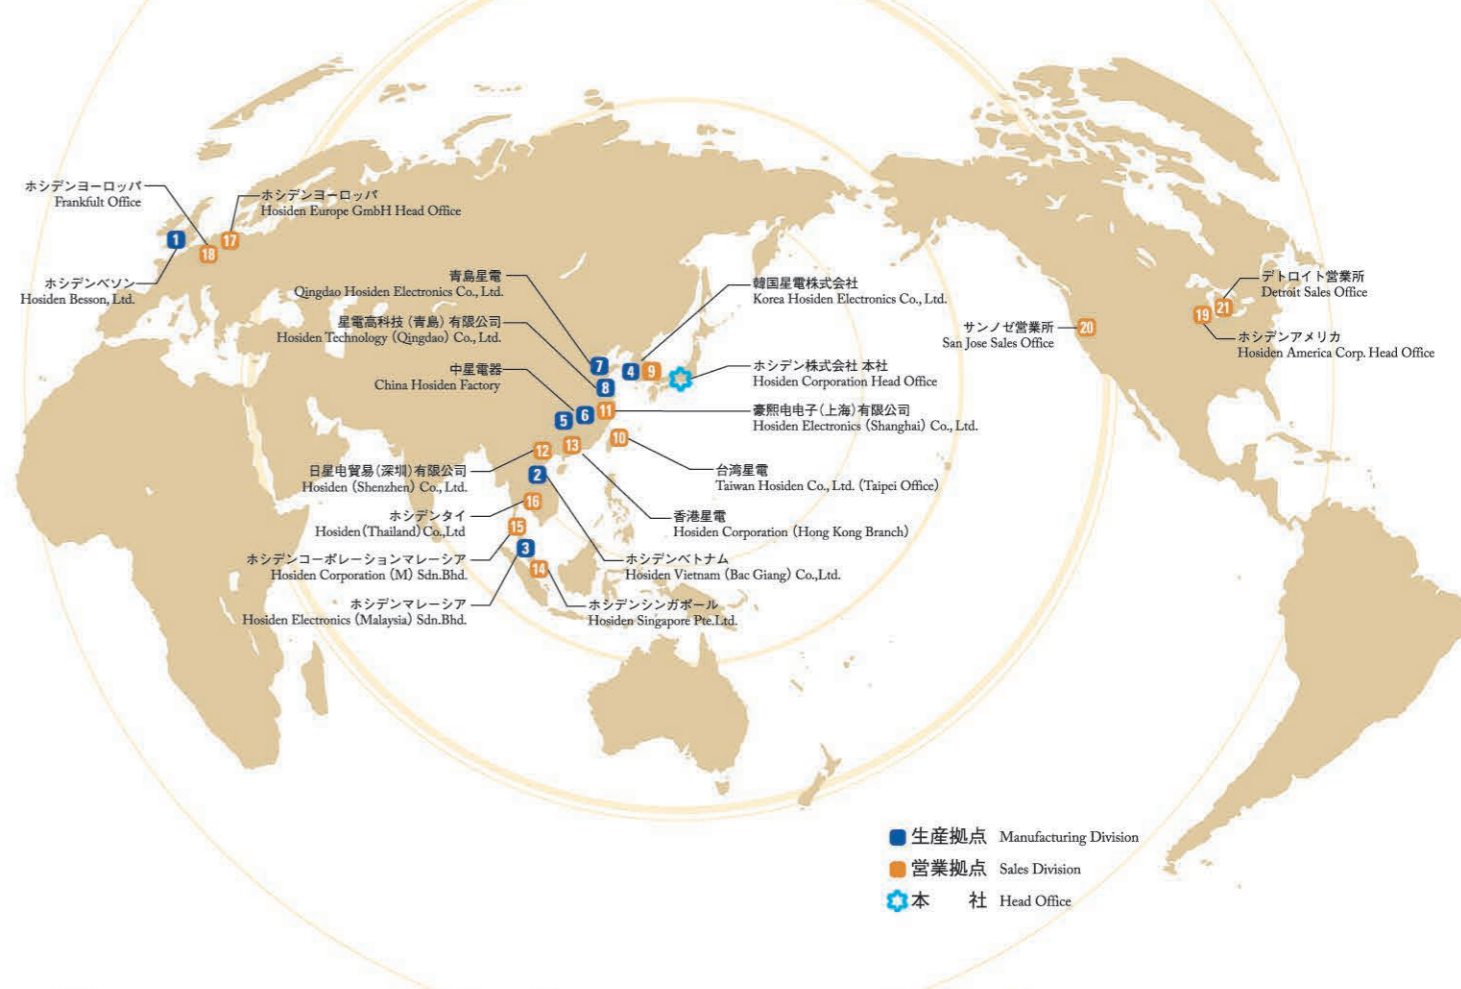 ホシデンヨーロッパ
Frankfult Office
ホシデンヨーロッパ
Hosiden Europe GmbH Head Office
1
18
17
ホシデンベソン
Hosiden Besson, Ltd.
青島星電
Qingdao Hosiden Electronics Co., Ltd.
星電高科技（青島）有限公司
Hosiden Technology (Qingdao) Co., Ltd.
中星電器
China Hosiden Factory
韓国星電株式会社
Korea Hosiden Electronics Co., Ltd.
ホシデン株式会社 本社
Hosiden Corporation Head Office
豪熙电电子（上海）有限公司
Hosiden Electronics (Shanghai) Co., Ltd.
7
4
9
8
11
6
5
10
13
12
2
16
15
3
14
日星电貿易（深圳）有限公司
Hosiden (Shenzhen) Co., Ltd.
ホシデンタイ
Hosiden (Thailand) Co.,Ltd
ホシデンコーポレーションマレーシア
Hosiden Corporation (M) Sdn.Bhd.
ホシデンマレーシア
Hosiden Electronics (Malaysia) Sdn.Bhd.
台湾星電
Taiwan Hosiden Co., Ltd. (Taipei Office)
香港星電
Hosiden Corporation (Hong Kong Branch)
ホシデンベトナム
Hosiden Vietnam (Bac Giang) Co.,Ltd.
ホシデンシンガポール
Hosiden Singapore Pte.Ltd.
サンノゼ営業所
San Jose Sales Office
20
19
21
デトロイト営業所
Detroit Sales Office
ホシデンアメリカ
Hosiden America Corp. Head Office
生産拠点 Manufacturing Division
営業拠点 Sales Division
本 社 Head Office